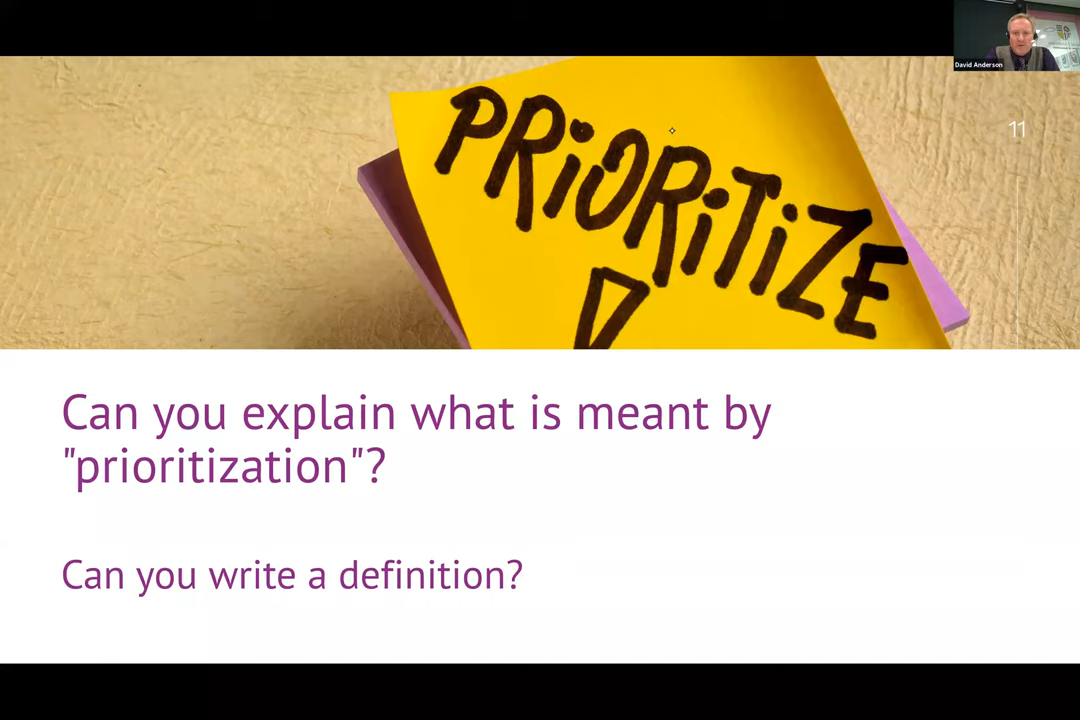 David Anderson
PRiORiTiZE
11
Can you explain what is meant by
"prioritization"?
Can you write a definition?